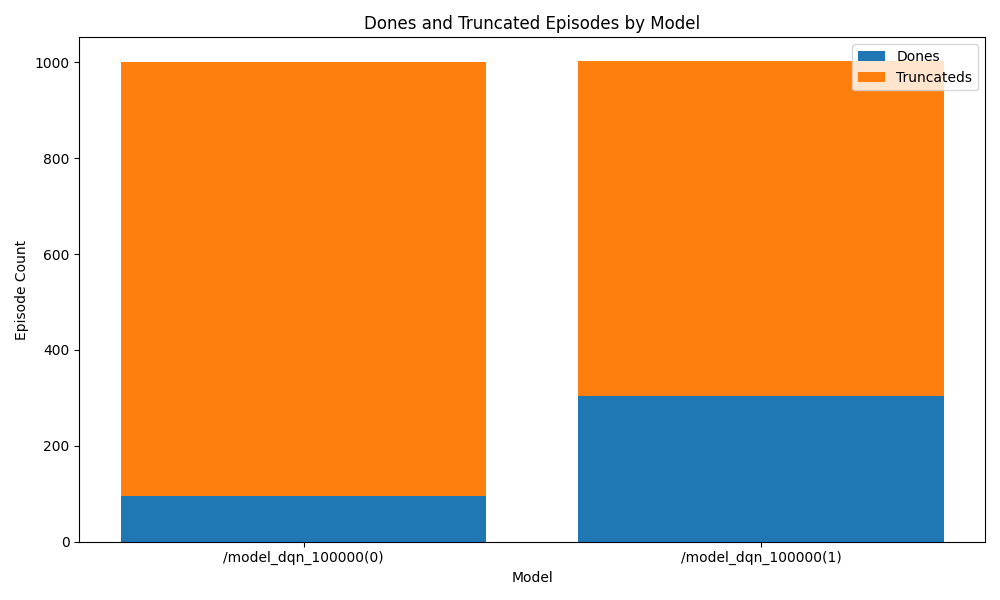 Dones and Truncated Episodes by Model
Dones
Truncateds
1000
800
600
400
200
0
Episode Count
/model_dqn_100000(0)
/model_dqn_100000(1)
Model